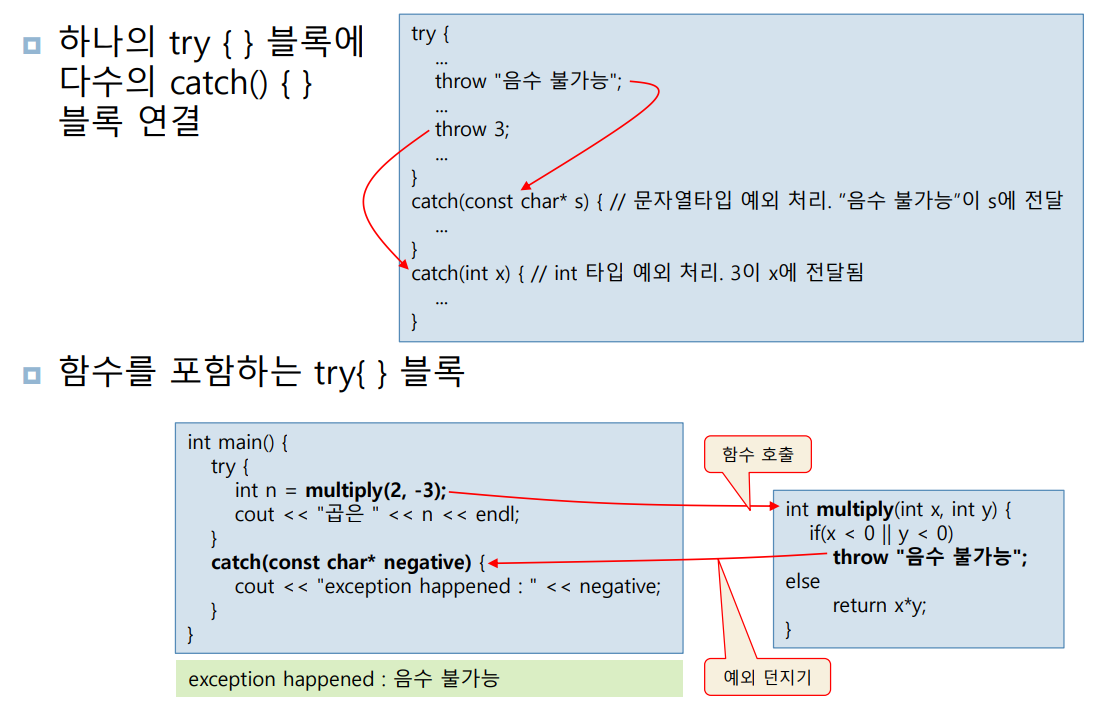 하나의 try { } 블록에
다수의 catch() { }
블록 연결
try {
...
throw "음수 불가능";
...
throw 3;
...
}
catch(const char* s) { // 문자열타입 예외 처리. "음수 불가능"이 s에 전달
...
}
catch(int x) { // int 타입 예외 처리. 3이 x에 전달됨
...
}
함수를 포함하는 try{ } 블록
int main() {
try {
int n = multiply(2, -3);
cout << "곱은 " << n << endl;
}
catch(const char* negative) {
cout << "exception happened : " << negative;
}
}
exception happened : 음수 불가능
함수 호출
int multiply(int x, int y) {
if(x < 0 || y < 0)
throw "음수 불가능";
else
return x*y;
}
예외 던지기